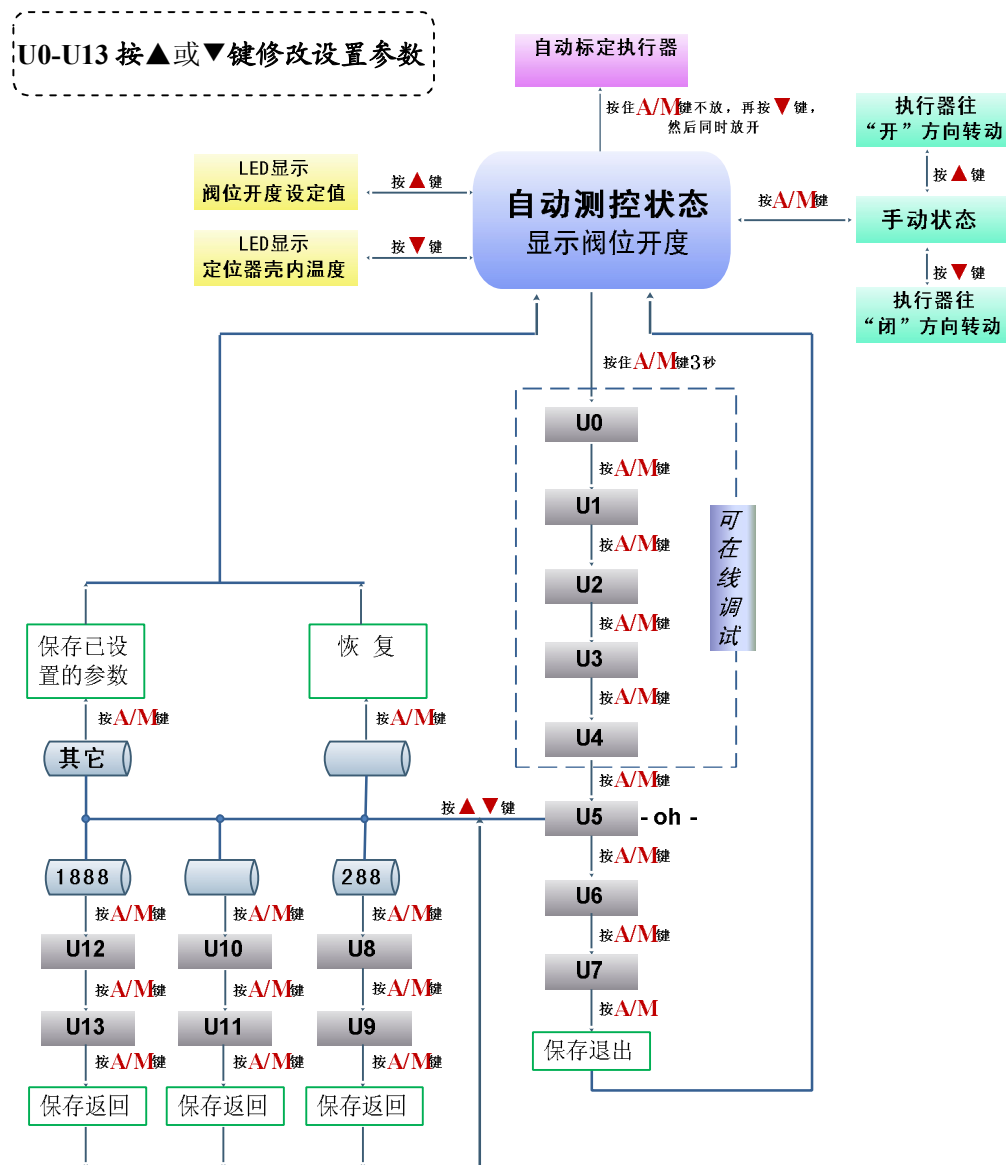 U0-U13 按▲或▼键修改设置参数
自动标定执行器
按住A/M键不放，再按▼键，
然后同时放开
执行器往
“开”方向转动
按▲键
LED显示
阀位开度设定值
按▲键
自动测控状态
显示阀位开度
按A/M键
手动状态
LED显示
定位器壳内温度
按▼键
按▼键
执行器往
“闭”方向转动
按住A/M键3秒
U0
按A/M键
U1
按A/M键
U2
按A/M键
U3
按A/M键
U4
可在线调试
按A/M键
保存已设
置的参数
恢 复
按A/M键
按A/M键
其它
按▲▼键
U5
- oh -
按A/M键
1888
288
U6
按A/M键
按A/M键
按A/M键
按A/M键
U12
U10
U8
U7
按A/M键
按A/M键
按A/M键
按A/M
U13
U11
U9
保存退出
按A/M键
按A/M键
按A/M键
保存返回
保存返回
保存返回